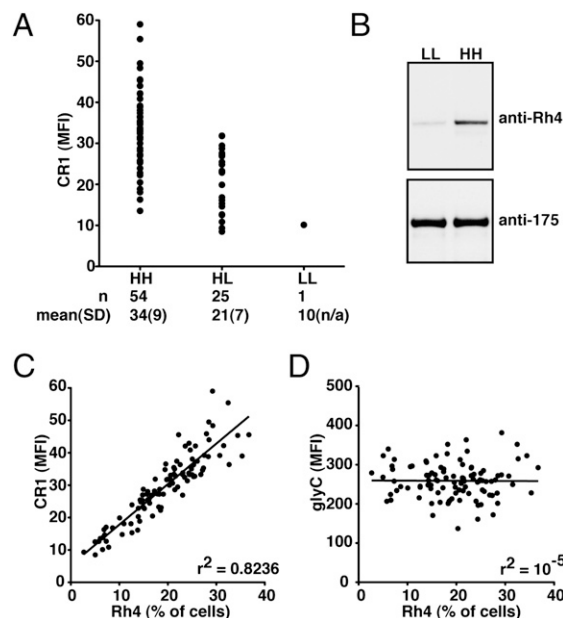 A
CR1 (MFI)
60
50
40
30
20
10
0
HH HL LL
n 54 25 1
mean(SD) 34(9) 21(7) 10(n/a)
B
LL HH
anti-Rh4
anti-175
C
CR1 (MFI)
60
50
40
30
20
10
0
r² = 0.8236
0 10 20 30 40
Rh4 (% of cells)
D
glyC (MFI)
500
400
300
200
100
0
r² = 10⁻⁵
0 10 20 30 40
Rh4 (% of cells)